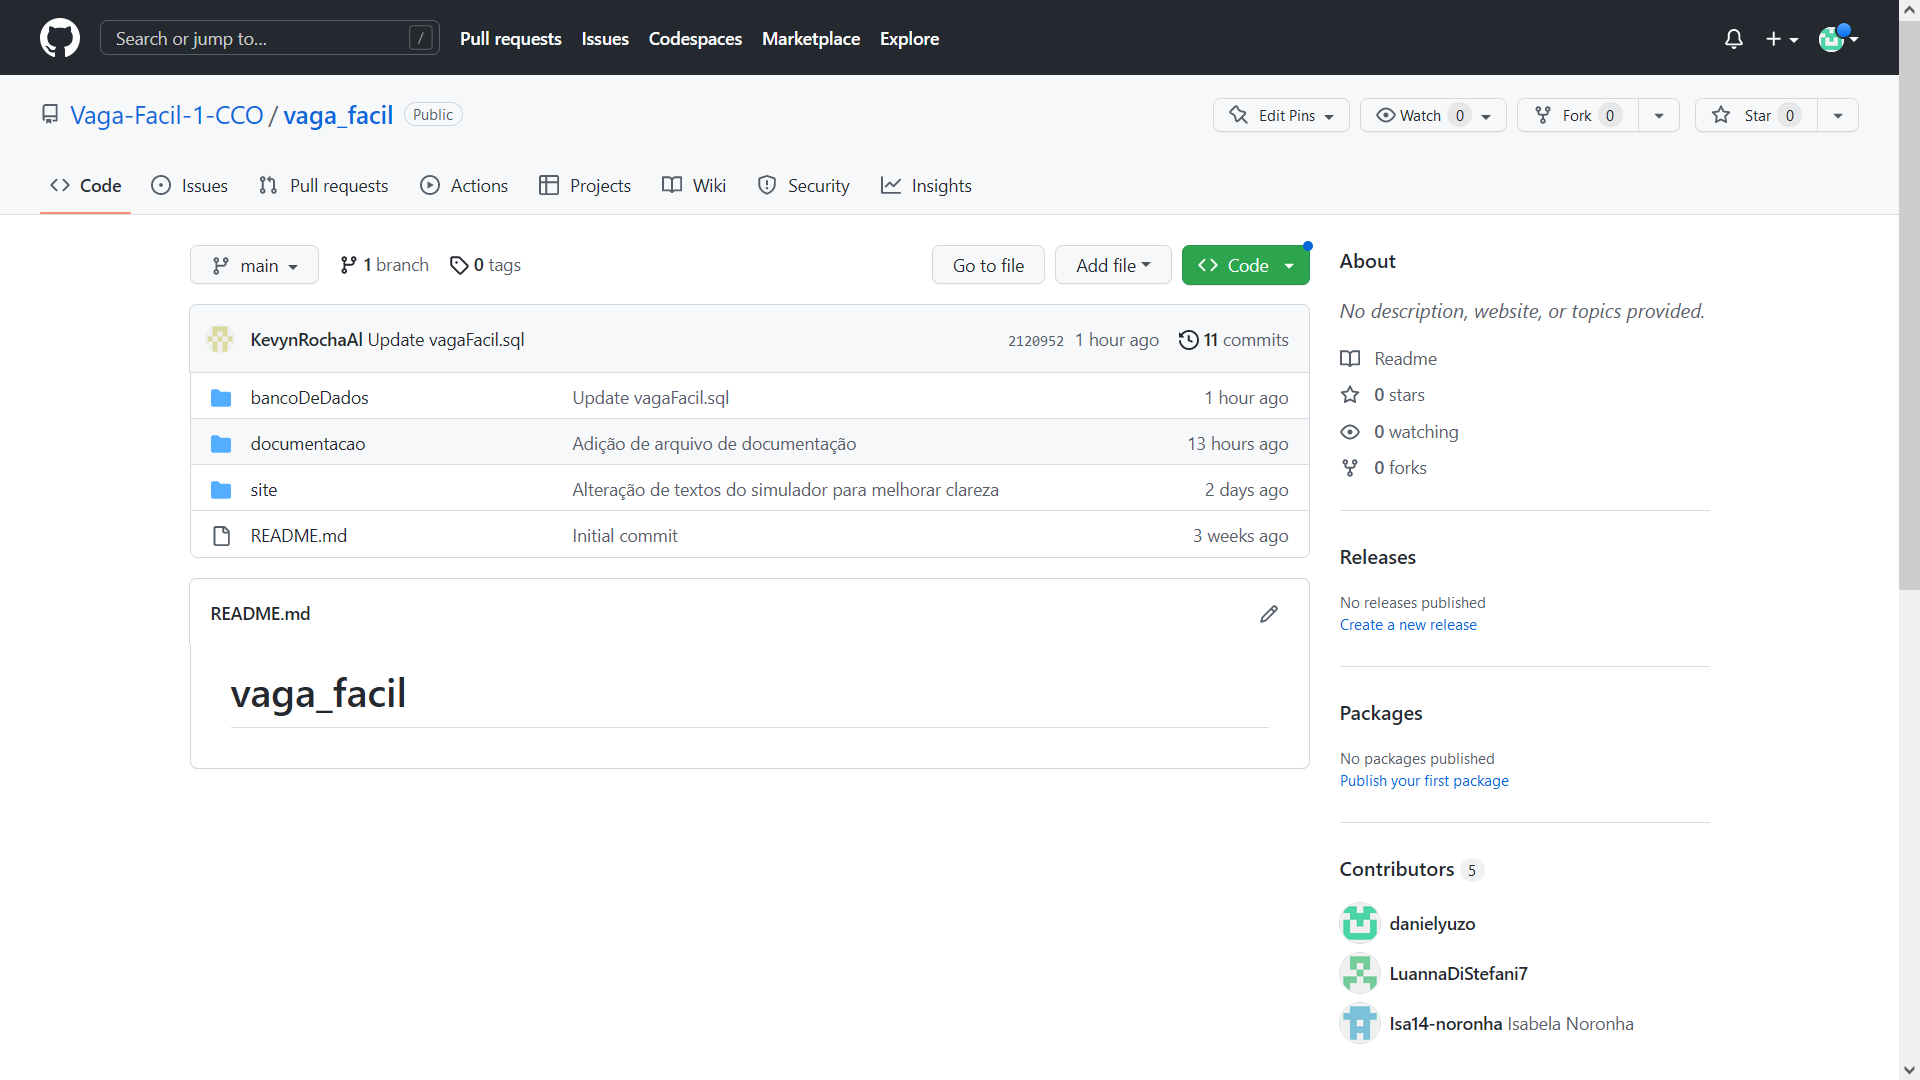 Search or jump to... /
Pull requests Issues Codespaces Marketplace Explore
Vaga-Facil-1-CCO / vaga_facil Public
Edit Pins Watch 0 Fork 0 Star 0
Code Issues Pull requests Actions Projects Wiki Security Insights
main 1 branch 0 tags Go to file Add file Code
KevynRochaAl Update vagaFacil.sql 2120952 1 hour ago 11 commits
bancoDeDados Update vagaFacil.sql 1 hour ago
documentacao Adição de arquivo de documentação 13 hours ago
site Alteração de textos do simulador para melhorar clareza 2 days ago
README.md Initial commit 3 weeks ago
README.md
vaga_facil
About
No description, website, or topics provided.
Readme
0 stars
0 watching
0 forks
Releases
No releases published
Create a new release
Packages
No packages published
Publish your first package
Contributors 5
danielyuzo
LuannaDiStefani7
Isa14-noronha Isabela Noronha